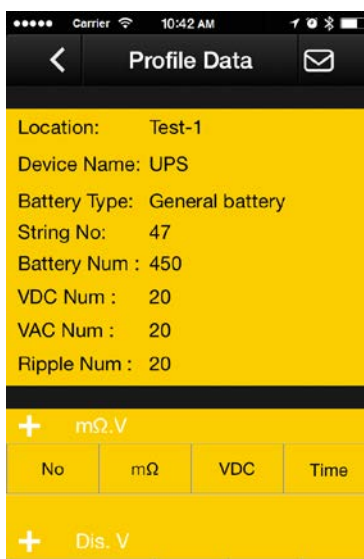 Carrier 10:42 AM
Profile Data
Location: Test-1
Device Name: UPS
Battery Type: General battery
String No: 47
Battery Num : 450
VDC Num : 20
VAC Num : 20
Ripple Num : 20
+ mΩ.V
No mΩ VDC Time
+ Dis. V